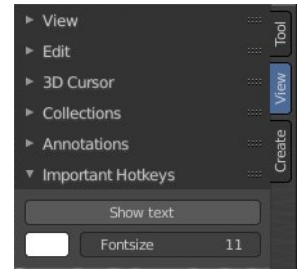 View
Edit
3D Cursor
Collections
Annotations
Important Hotkeys
Show text
Fontsize 11
Tool
View
Create